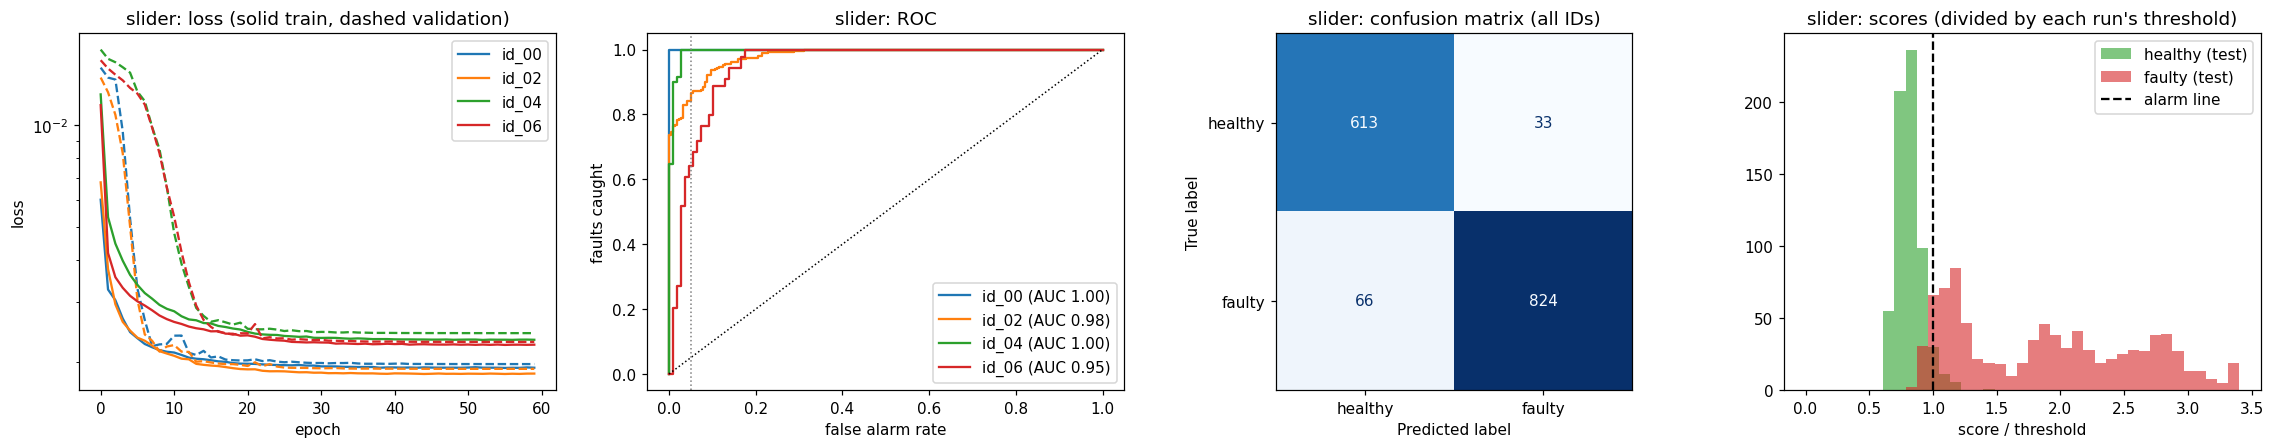 slider: loss (solid train, dashed validation)
id_00
id_02
id_04
id_06
10⁻²
loss
0 10 20 30 40 50 60
epoch
slider: ROC
1.0
0.8
0.6
0.4
0.2
0.0
faults caught
id_00 (AUC 1.00)
id_02 (AUC 0.98)
id_04 (AUC 1.00)
id_06 (AUC 0.95)
0.0 0.2 0.4 0.6 0.8 1.0
false alarm rate
slider: confusion matrix (all IDs)
True label
healthy 613 33
faulty 66 824
healthy faulty
Predicted label
slider: scores (divided by each run's threshold)
healthy (test)
faulty (test)
alarm line
200
150
100
50
0
0.0 0.5 1.0 1.5 2.0 2.5 3.0 3.5
score / threshold